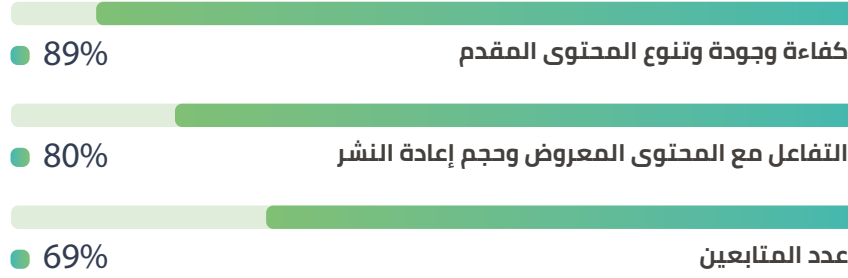 كفاءة وجودة وتنوع المحتوى المقدم 89%
التفاعل مع المحتوى المعروض وحجم إعادة النشر 80%
عدد المتابعين 69%